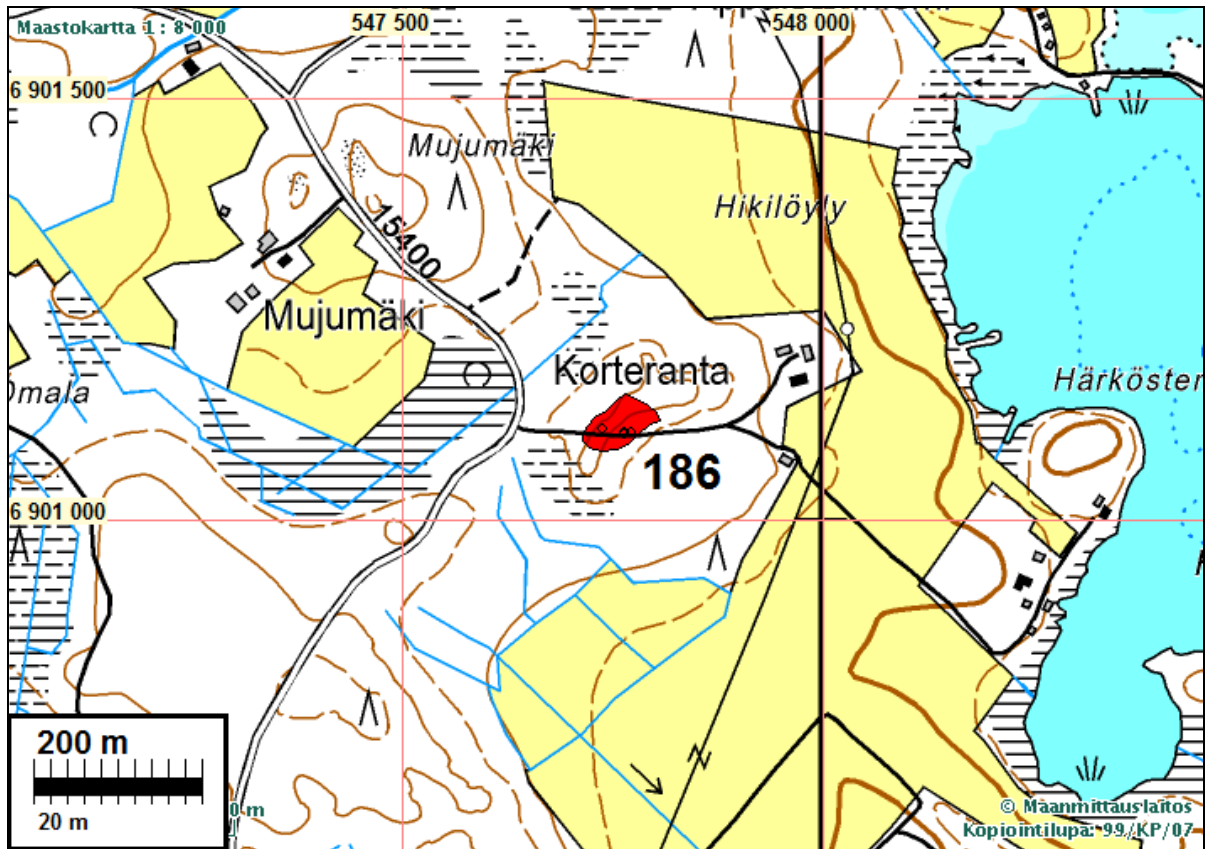 Maastokartta 1 : 8 000
547 500
548 000
6 901 500
Mujumäki
Hikilöyly
15400
Mujumäki
Korteranta
Omala
Härköster
186
6 901 000
200 m
20 m
0 m
© Maanmittauslaitos
Kopiointilupa: 99/KP/07